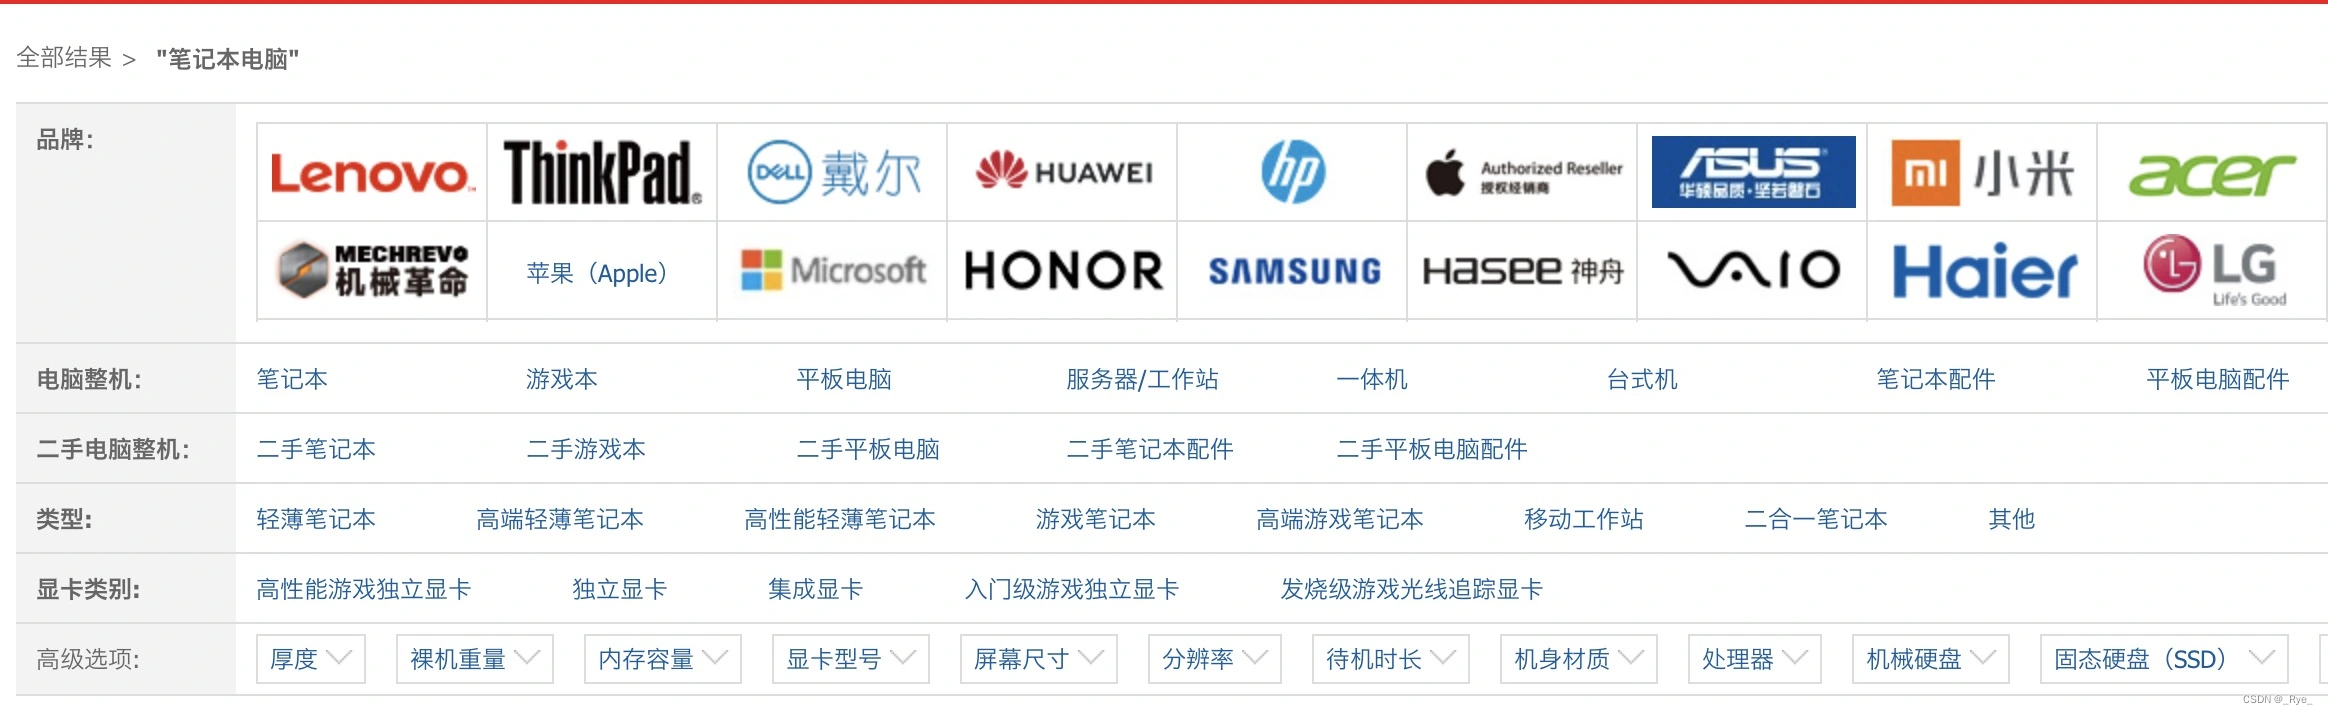 全部结果 > "笔记本电脑"
品牌：
Lenovo ThinkPad DELL 戴尔 HUAWEI hp Authorized Reseller 授权经销商 ASUS 华硕品质·坚若磐石 mi 小米 acer
MECHREVO 机械革命 苹果（Apple） Microsoft HONOR SAMSUNG Hasee 神舟 VAIO Haier LG Life's Good
电脑整机： 笔记本 游戏本 平板电脑 服务器/工作站 一体机 台式机 笔记本配件 平板电脑配件
二手电脑整机： 二手笔记本 二手游戏本 二手平板电脑 二手笔记本配件 二手平板电脑配件
类型: 轻薄笔记本 高端轻薄笔记本 高性能轻薄笔记本 游戏笔记本 高端游戏笔记本 移动工作站 二合一笔记本 其他
显卡类别: 高性能游戏独立显卡 独立显卡 集成显卡 入门级游戏独立显卡 发烧级游戏光线追踪显卡
高级选项: 厚度 裸机重量 内存容量 显卡型号 屏幕尺寸 分辨率 待机时长 机身材质 处理器 机械硬盘 固态硬盘（SSD）
CSDN @_Rye_